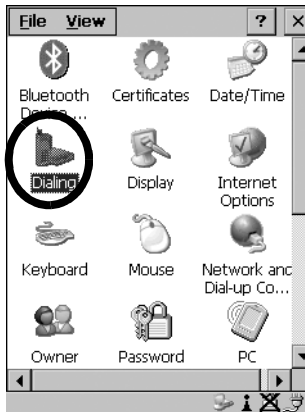 File View ? ×
Bluetooth Certificates Date/Time
Device ...
Dialing Display Internet
Options
Keyboard Mouse Network and
Dial-up Co...
Owner Password PC